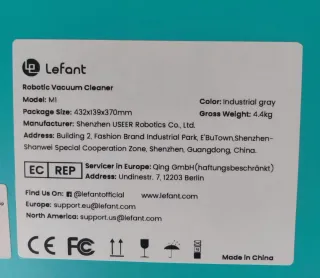 Lefant
Robotic Vacuum Cleaner
Model: M1
Color: Industrial gray
Package Size: 432x139x370mm
Gross Weight: 4.4kg
Manufacturer: Shenzhen USEER Robotics Co., Ltd.
Address: Building 2, Fashion Brand Industrial Park, E'BuTown,Shenzhen-
Shanwei Special Cooperation Zone, Shenzhen, Guangdong, China.
EC REP
Servicer in Europe: Qing GmbH(haftungsbeschränkt)
Address: Undinestr. 7, 12203 Berlin
Find Us On: @lefantofficial www.lefant.com
Europe: support.eu@lefant.com
North America: support.us@lefant.com
CE FC
Made in China